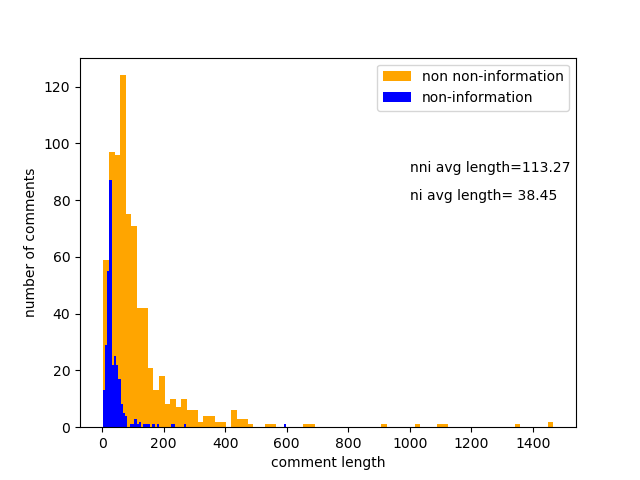 non non-information
non-information
nni avg length=113.27
ni avg length= 38.45
number of comments
120
100
80
60
40
20
0
0 200 400 600 800 1000 1200 1400
comment length